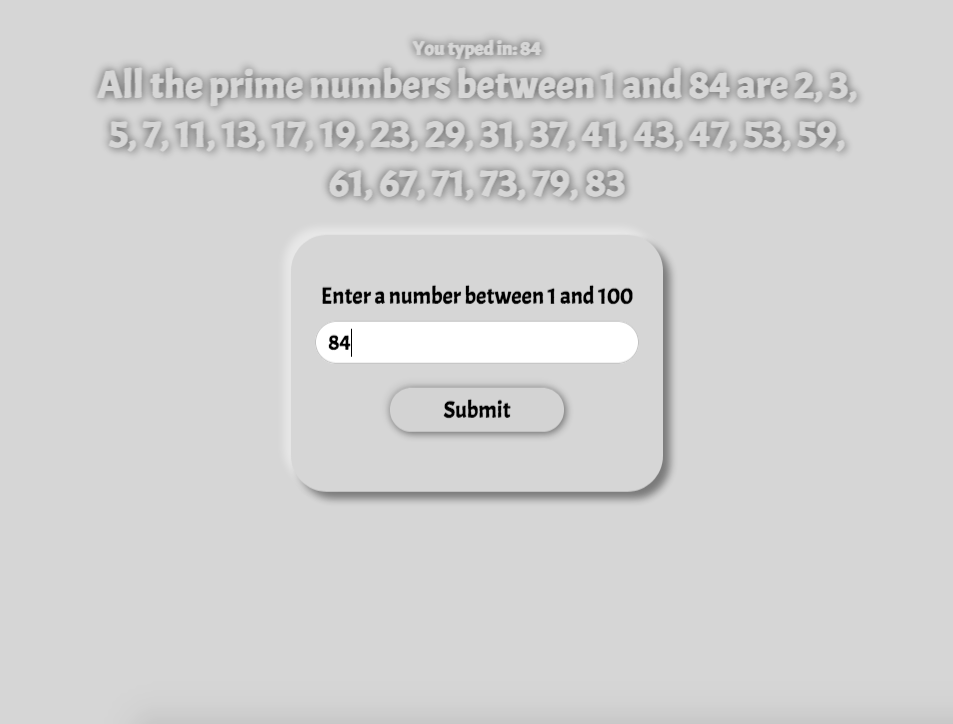 You typed in: 84
All the prime numbers between 1 and 84 are 2, 3,
5, 7, 11, 13, 17, 19, 23, 29, 31, 37, 41, 43, 47, 53, 59,
61, 67, 71, 73, 79, 83
Enter a number between 1 and 100
84
Submit